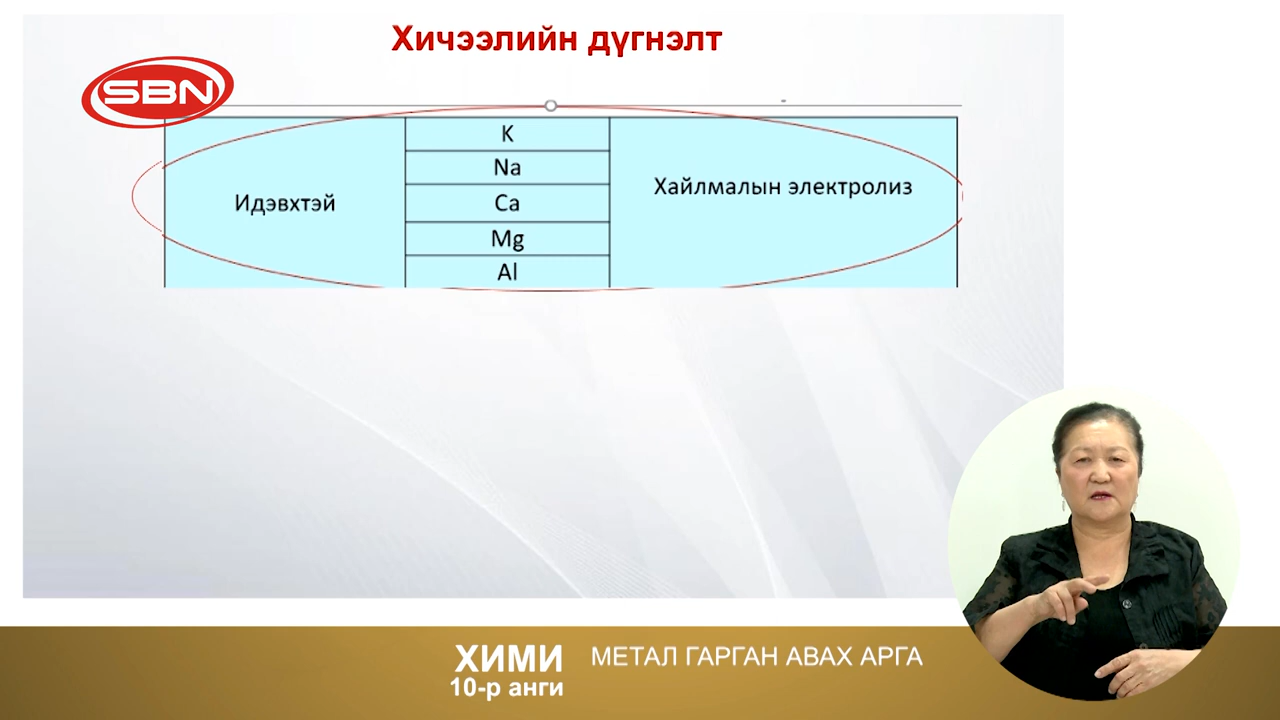 Хичээлийн дүгнэлт
SBN
Идэвхтэй
K
Na
Ca
Mg
Al
Хайлмалын электролиз
ХИМИ
10-р анги
МЕТАЛ ГАРГАН АВАХ АРГА